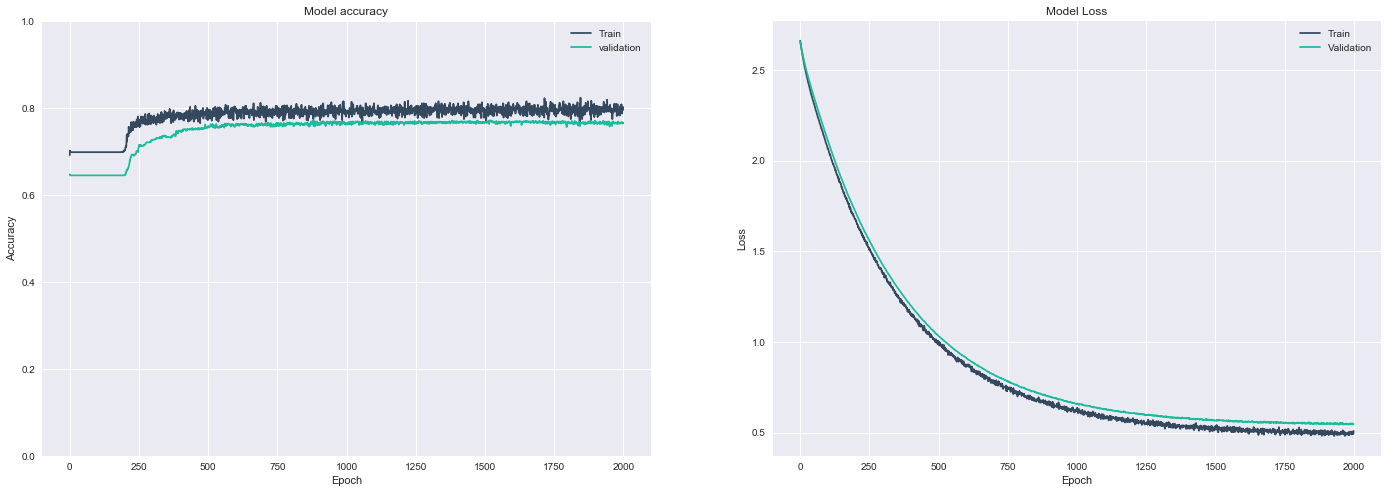 Model accuracy
Train
validation
1.0
0.8
0.6
0.4
0.2
0.0
Accuracy
0 250 500 750 1000 1250 1500 1750 2000
Epoch
Model Loss
Train
Validation
2.5
2.0
1.5
1.0
0.5
Loss
0 250 500 750 1000 1250 1500 1750 2000
Epoch